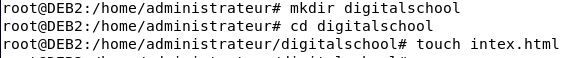 root@DEB2:/home/administrateur# mkdir digitalschool
root@DEB2:/home/administrateur# cd digitalschool
root@DEB2:/home/administrateur/digitalschool# touch intex.html